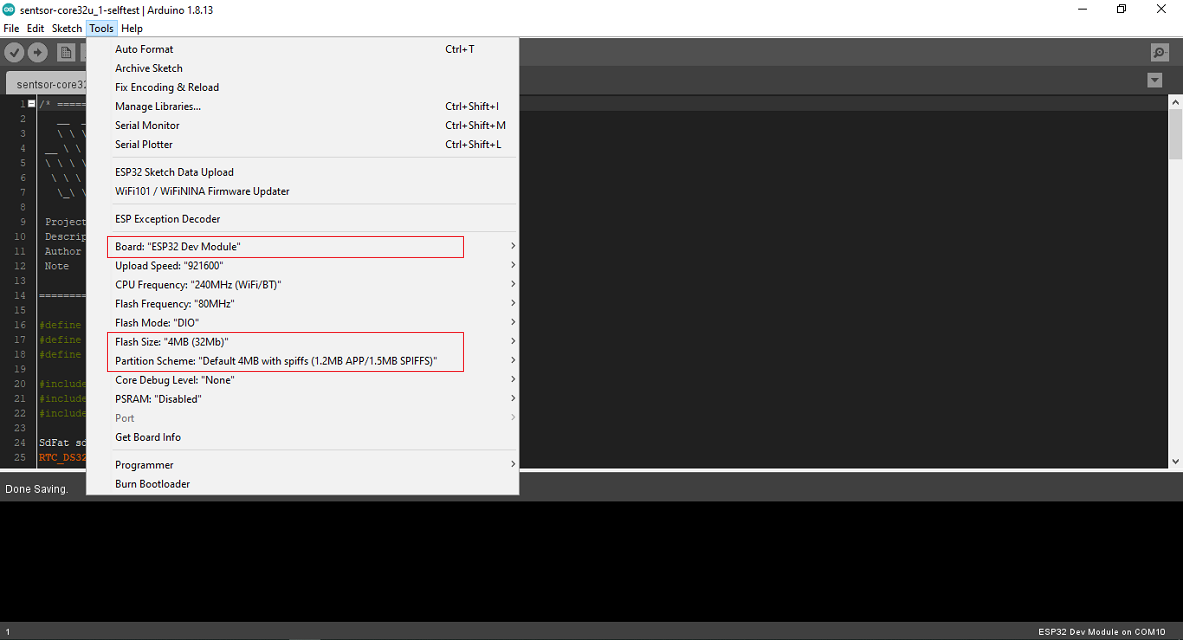 sentsor-core32u_1-selftest | Arduino 1.8.13
File Edit Sketch Tools Help
Auto Format Ctrl+T
Archive Sketch
Fix Encoding & Reload
Manage Libraries... Ctrl+Shift+I
Serial Monitor Ctrl+Shift+M
Serial Plotter Ctrl+Shift+L
ESP32 Sketch Data Upload
WiFi101 / WiFiNINA Firmware Updater
ESP Exception Decoder
Board: "ESP32 Dev Module"
Upload Speed: "921600"
CPU Frequency: "240MHz (WiFi/BT)"
Flash Frequency: "80MHz"
Flash Mode: "DIO"
Flash Size: "4MB (32Mb)"
Partition Scheme: "Default 4MB with spiffs (1.2MB APP/1.5MB SPIFFS)"
Core Debug Level: "None"
PSRAM: "Disabled"
Port
Get Board Info
Programmer
Burn Bootloader
sentsor-core32
1 /* =====
2 __ _
3 \ \ \
4 __ \ \
5 \ \ \ \
6 \ \ \
7 \_\ \
8
9 Project
10 Descrip
11 Author
12 Note
13
14 ========
15
16 #define
17 #define
18 #define
19
20 #include
21 #include
22 #include
23
24 SdFat sd
25 RTC_DS32
Done Saving.
1 ESP32 Dev Module on COM10